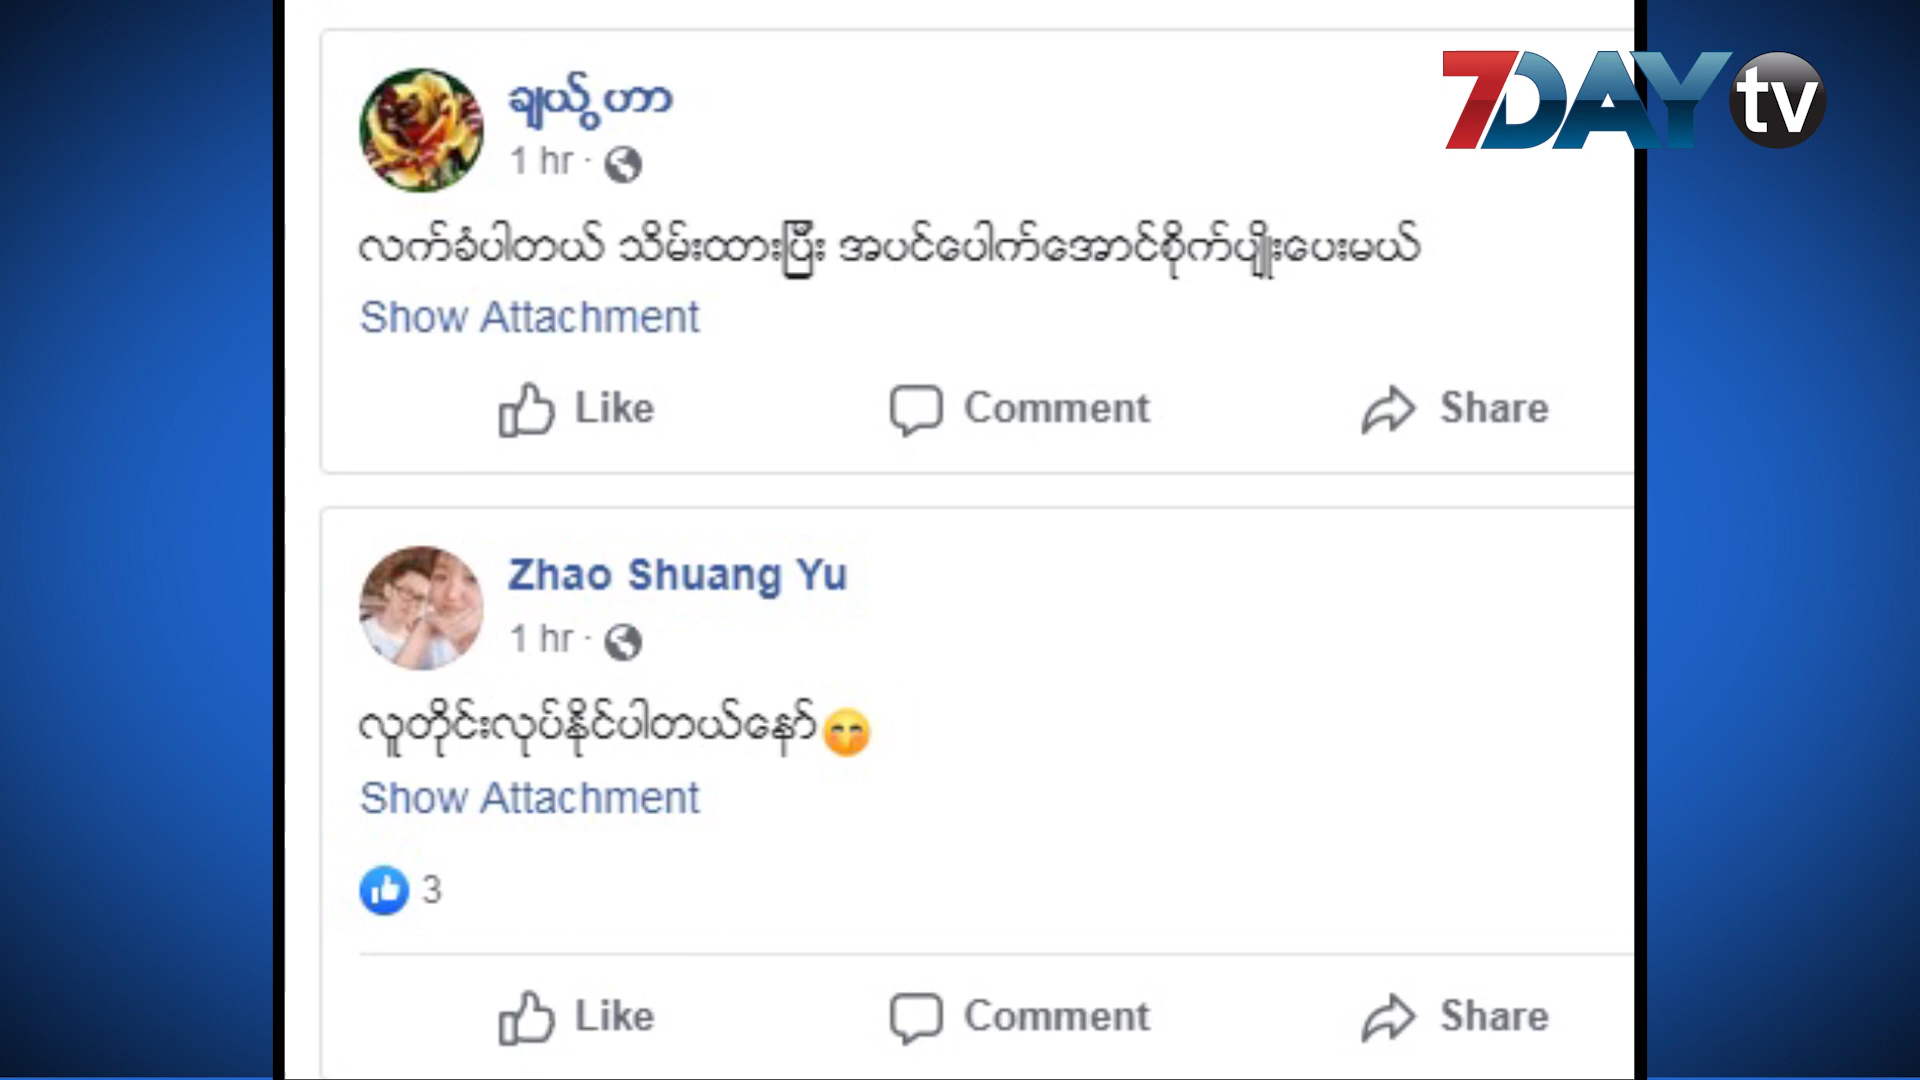 7DAY tv
ချယ်ွ ဟာ
1 hr ·
လက်ခံပါတယ် သိမ်းထားပြီး အပင်ပေါက်အောင်စိုက်ပျိုးပေးမယ်
Show Attachment
Like Comment Share
Zhao Shuang Yu
1 hr ·
လူတိုင်းလုပ်နိုင်ပါတယ်နော်🤭
Show Attachment
3
Like Comment Share